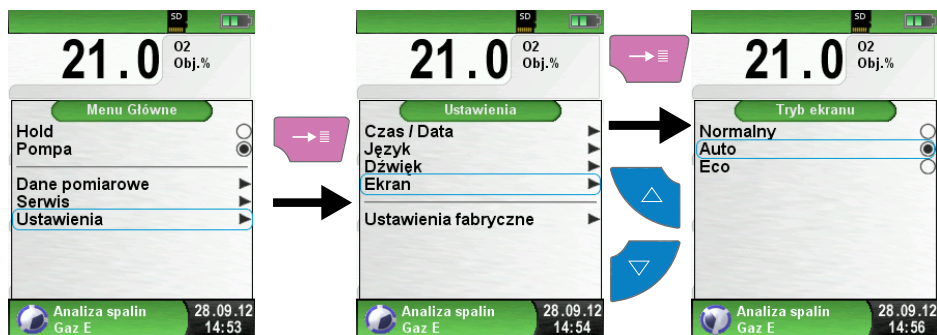 SD
21.0
O2
Obj.%
Menu Główne
Hold
Pompa
Dane pomiarowe
Serwis
Ustawienia
Analiza spalin
Gaz E
28.09.12
14:53
SD
21.0
O2
Obj.%
Ustawienia
Czas / Data
Język
Dźwięk
Ekran
Ustawienia fabryczne
Analiza spalin
Gaz E
28.09.12
14:54
SD
21.0
O2
Obj.%
Tryb ekranu
Normalny
Auto
Eco
Analiza spalin
Gaz E
28.09.12
14:56